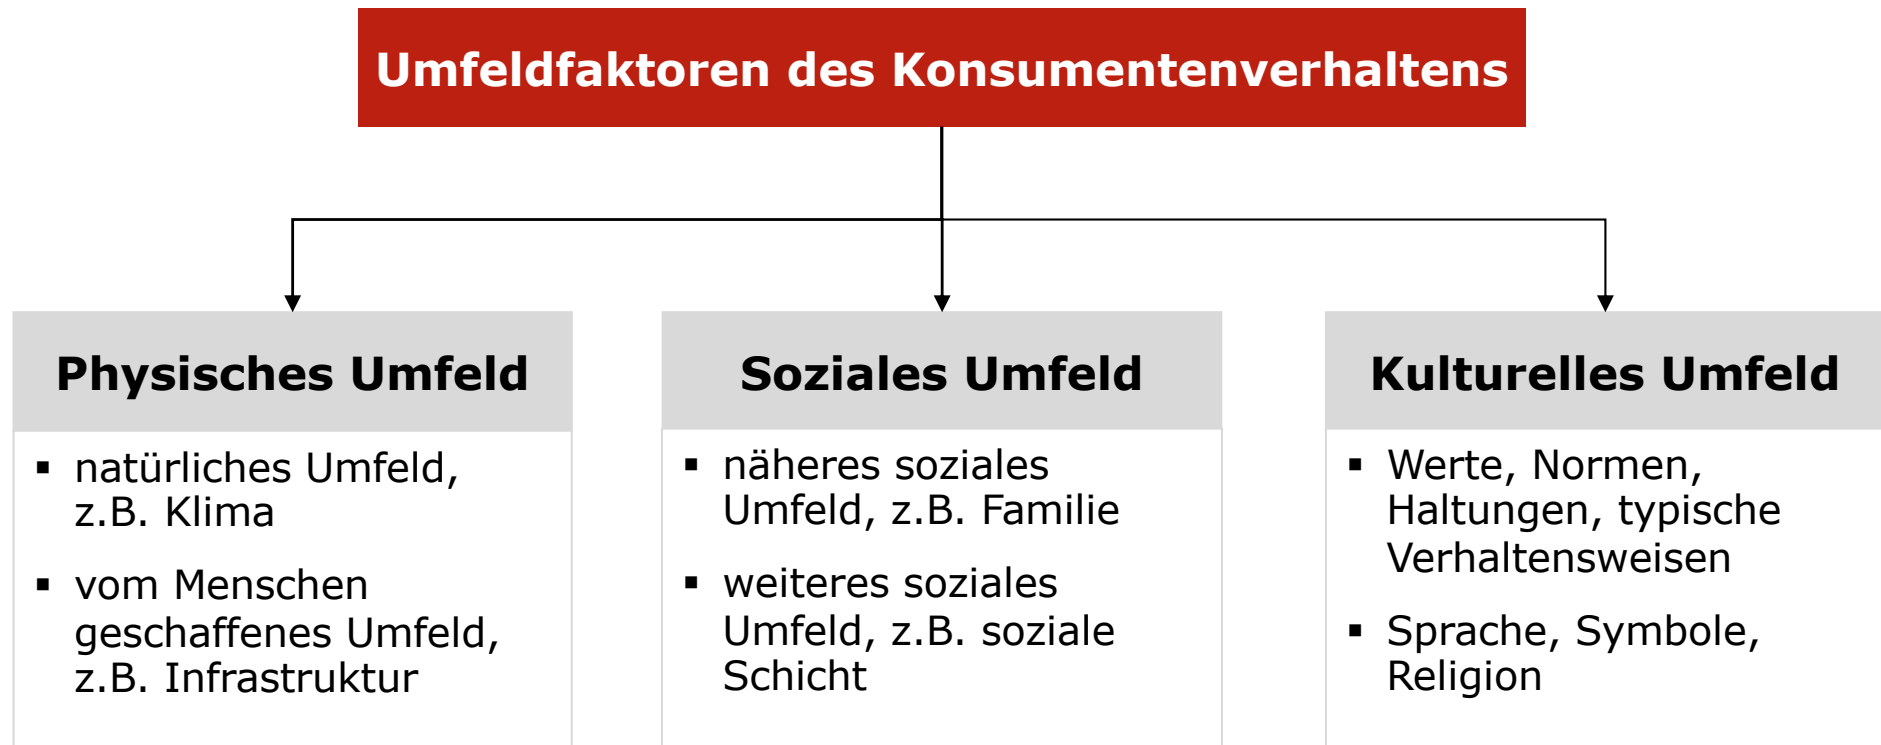 Umfeldfaktoren des Konsumentenverhaltens
Physisches Umfeld
▪ natürliches Umfeld,
z.B. Klima
▪ vom Menschen
geschaffenes Umfeld,
z.B. Infrastruktur
Soziales Umfeld
▪ näheres soziales
Umfeld, z.B. Familie
▪ weiteres soziales
Umfeld, z.B. soziale
Schicht
Kulturelles Umfeld
▪ Werte, Normen,
Haltungen, typische
Verhaltensweisen
▪ Sprache, Symbole,
Religion